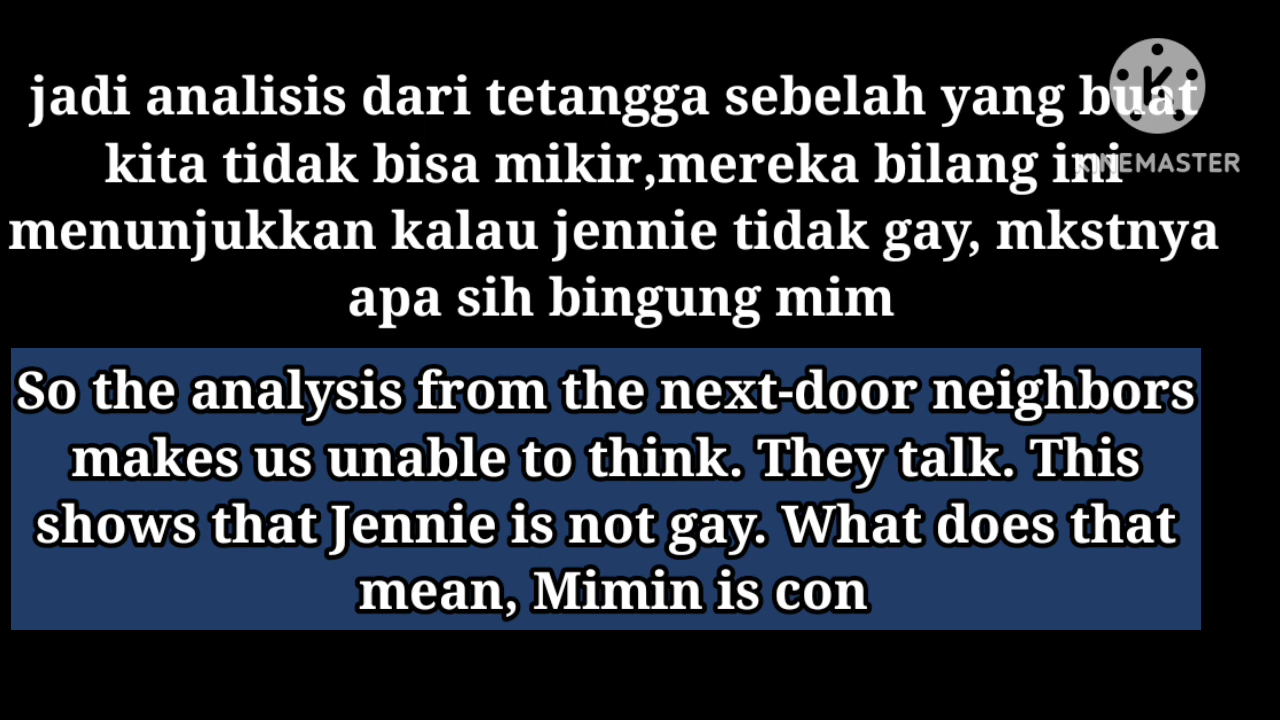 jadi analisis dari tetangga sebelah yang buat
kita tidak bisa mikir,mereka bilang ini
menunjukkan kalau jennie tidak gay, mkstnya
apa sih bingung mim
KINEMASTER
So the analysis from the next-door neighbors
makes us unable to think. They talk. This
shows that Jennie is not gay. What does that
mean, Mimin is con